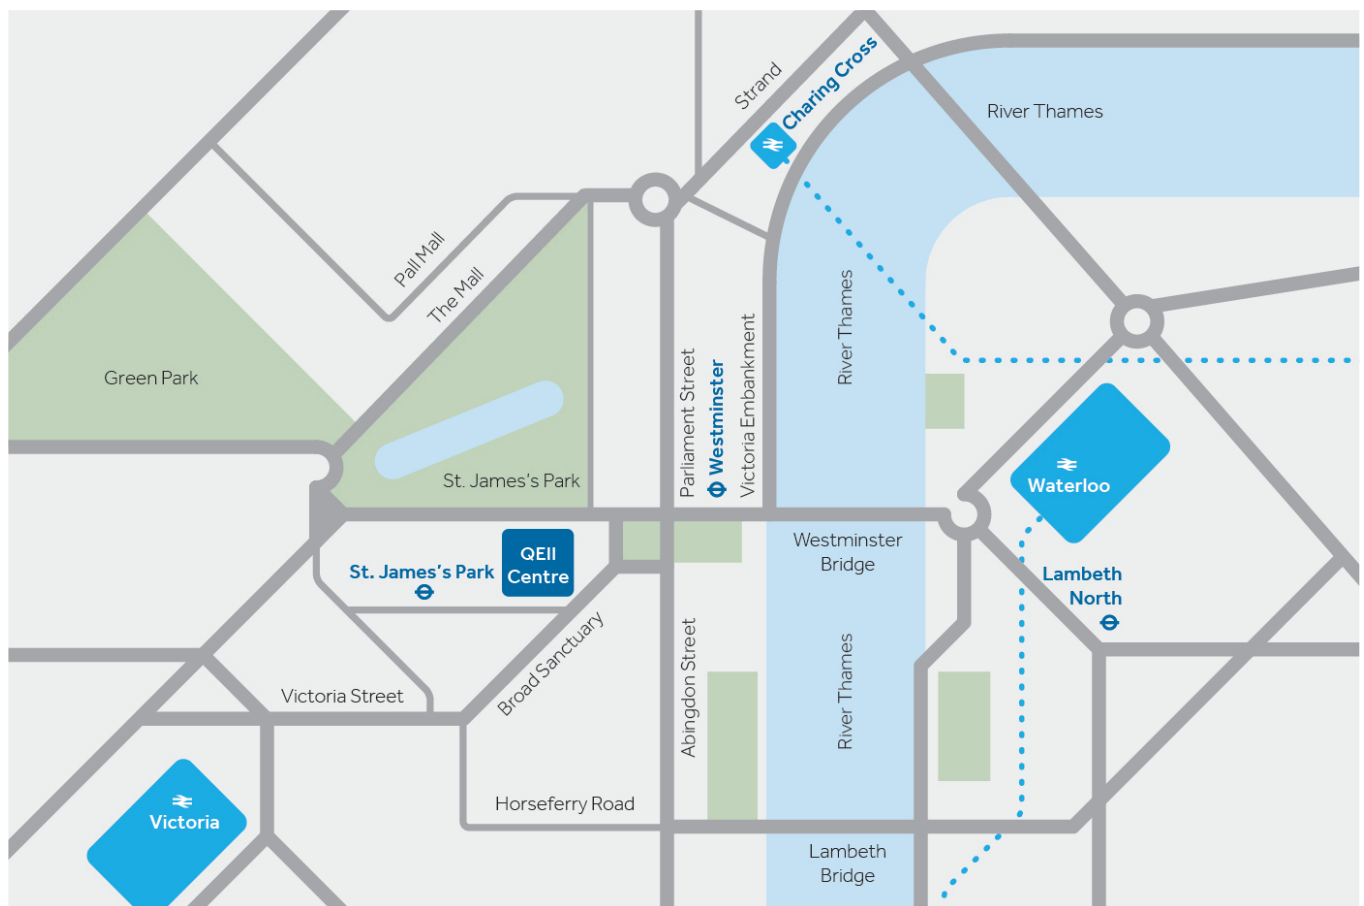 Strand
Charing Cross
River Thames
Pall Mall
The Mall
River Thames
Green Park
Parliament Street
Westminster
Victoria Embankment
St. James's Park
Waterloo
QEII
Centre
Westminster
Bridge
St. James's Park
Lambeth
North
Broad Sanctuary
Abingdon Street
River Thames
Victoria Street
Horseferry Road
Victoria
Lambeth
Bridge